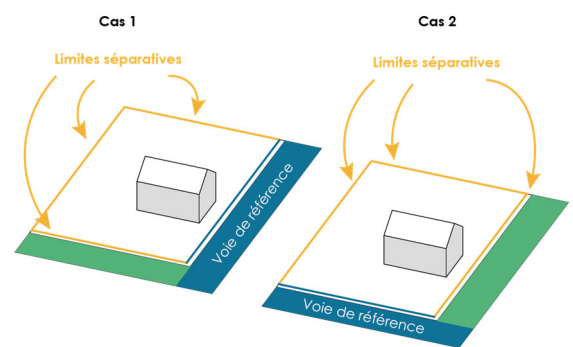 Cas 1
Limites séparatives
Voie de référence
Cas 2
Limites séparatives
Voie de référence